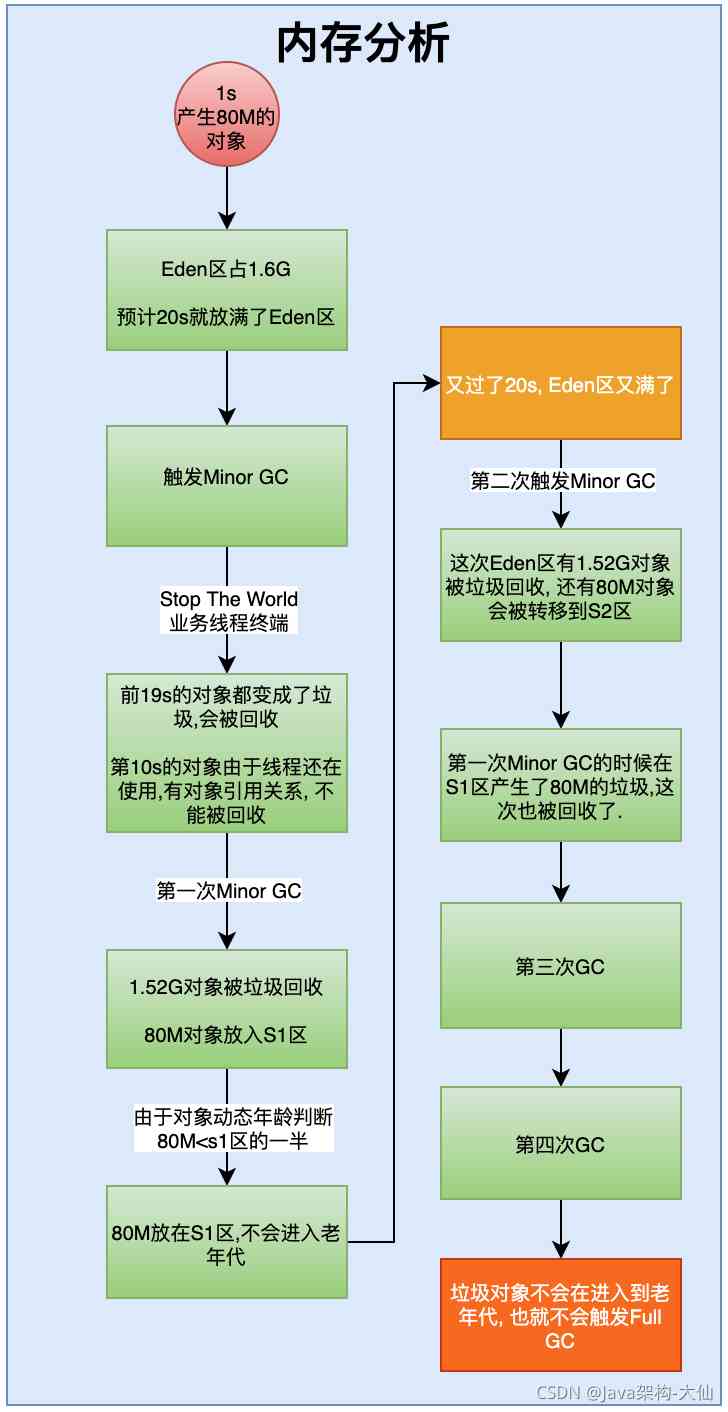 内存分析
1s
产生80M的
对象
Eden区占1.6G
预计20s就放满了Eden区
触发Minor GC
Stop The World
业务线程终端
前19s的对象都变成了垃
圾,会被回收
第10s的对象由于线程还在
使用,有对象引用关系, 不
能被回收
第一次Minor GC
1.52G对象被垃圾回收
80M对象放入S1区
由于对象动态年龄判断
80M<s1区的一半
80M放在S1区,不会进入老
年代
又过了20s, Eden区又满了
第二次触发Minor GC
这次Eden区有1.52G对象
被垃圾回收, 还有80M对象
会被转移到S2区
第一次Minor GC的时候在
S1区产生了80M的垃圾,这
次也被回收了.
第三次GC
第四次GC
垃圾对象不会在进入到老
年代, 也就不会触发Full
GC
CSDN @Java架构-大仙